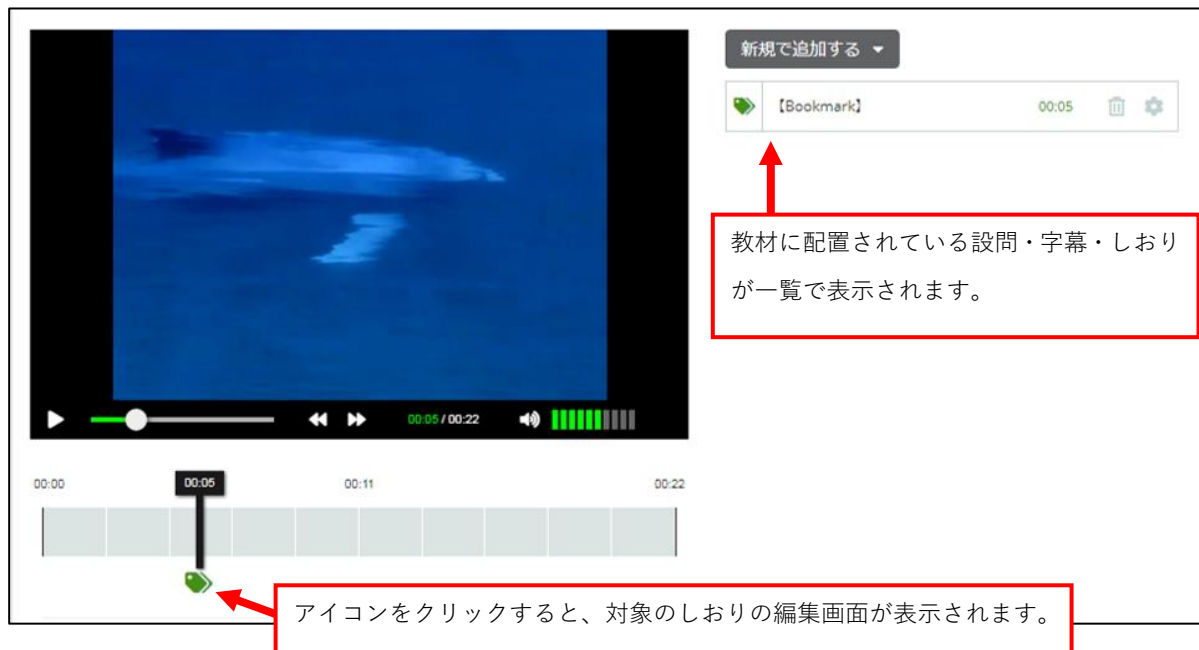 新規で追加する
【Bookmark】 00:05
教材に配置されている設問・字幕・しおり
が一覧で表示されます。
00:05 / 00:22
00:00 00:05 00:11 00:22
アイコンをクリックすると、対象のしおりの編集画面が表示されます。